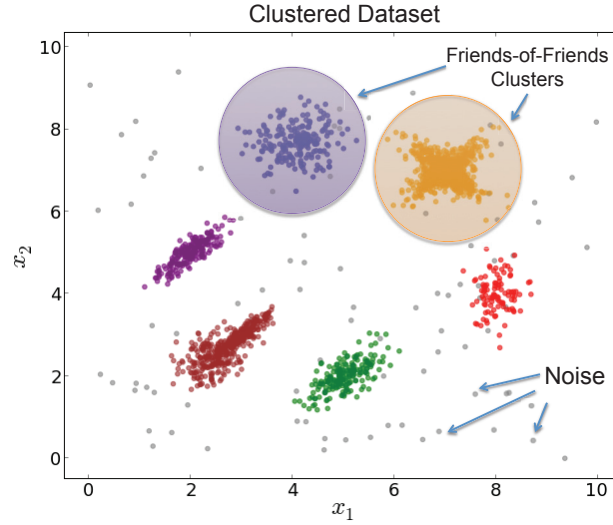 Clustered Dataset
Friends-of-Friends
Clusters
Noise
10
8
6
4
2
0
x2
0
2
4
6
8
10
x1